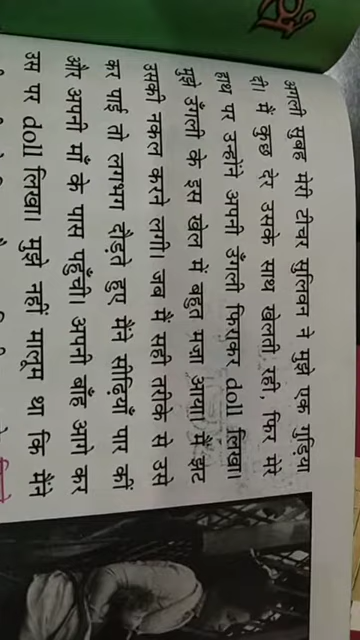 अगली सुबह मेरी टीचर सुलिवन ने मुझे एक गुड़िया
दी। मैं कुछ देर उसके साथ खेलती रही, फिर मेरे
हाथ पर उन्होंने अपनी उँगली फिराकर doll लिखा।
मुझे उँगली के इस खेल में बहुत मज़ा आया। मैं झट
उसकी नकल करने लगी। जब मैं सही तरीके से उसे
कर पाई तो लगभग दौड़ते हुए मैंने सीढ़ियाँ पार कीं
और अपनी माँ के पास पहुँची। अपनी बाँह आगे कर
उस पर doll लिखा। मुझे नहीं मालूम था कि मैंने